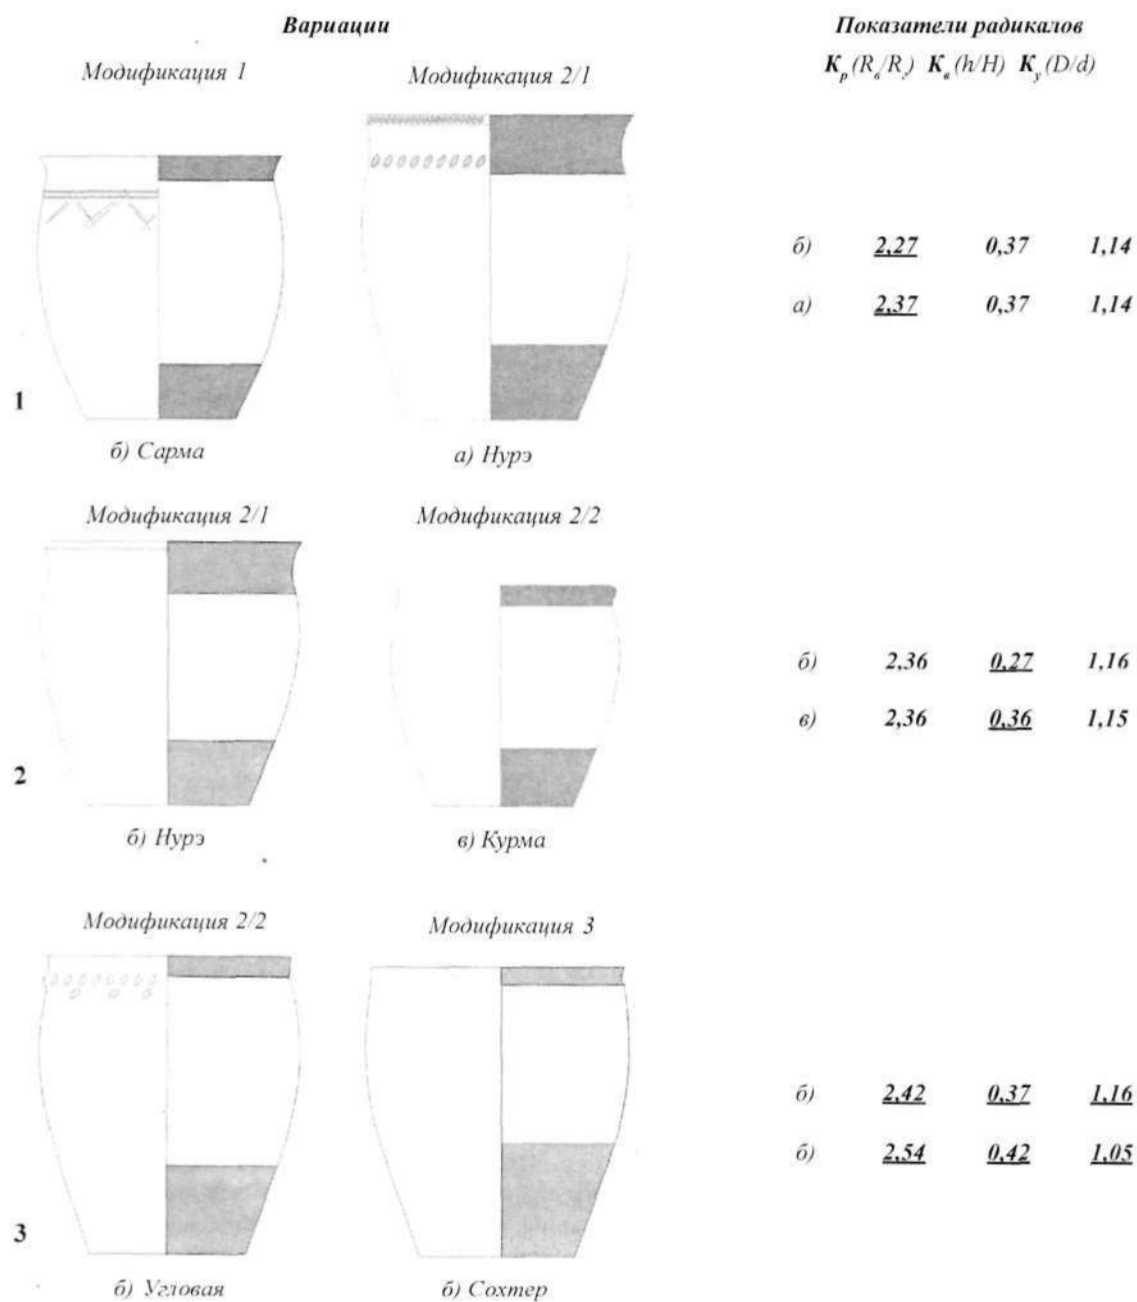 Вариации Показатели радикалов
Модификация 1 Модификация 2/1 Kр (Rв/Rг) Kв (h/H) Kу (D/d)
б) 2,27 0,37 1,14
а) 2,37 0,37 1,14
1
б) Сарма а) Нурэ
Модификация 2/1 Модификация 2/2
б) 2,36 0,27 1,16
в) 2,36 0,36 1,15
2
б) Нурэ в) Курма
Модификация 2/2 Модификация 3
б) 2,42 0,37 1,16
б) 2,54 0,42 1,05
3
б) Угловая б) Сохтер